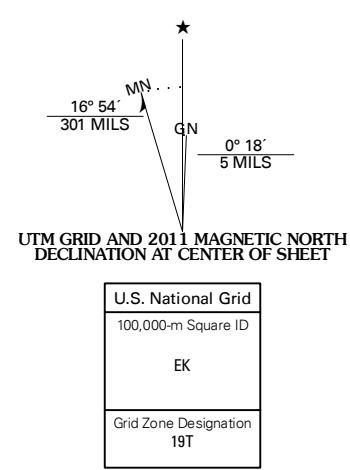 MN
16° 54´
301 MILS
GN
0° 18´
5 MILS
UTM GRID AND 2011 MAGNETIC NORTH
DECLINATION AT CENTER OF SHEET
U.S. National Grid
100,000-m Square ID
EK
Grid Zone Designation
19T